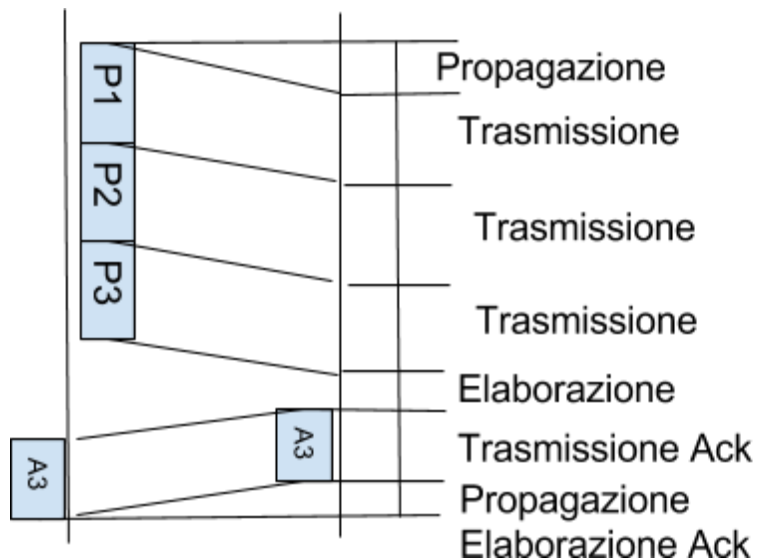 P1
P2
P3
A3
A3
Propagazione
Trasmissione
Trasmissione
Trasmissione
Elaborazione
Trasmissione Ack
Propagazione
Elaborazione Ack